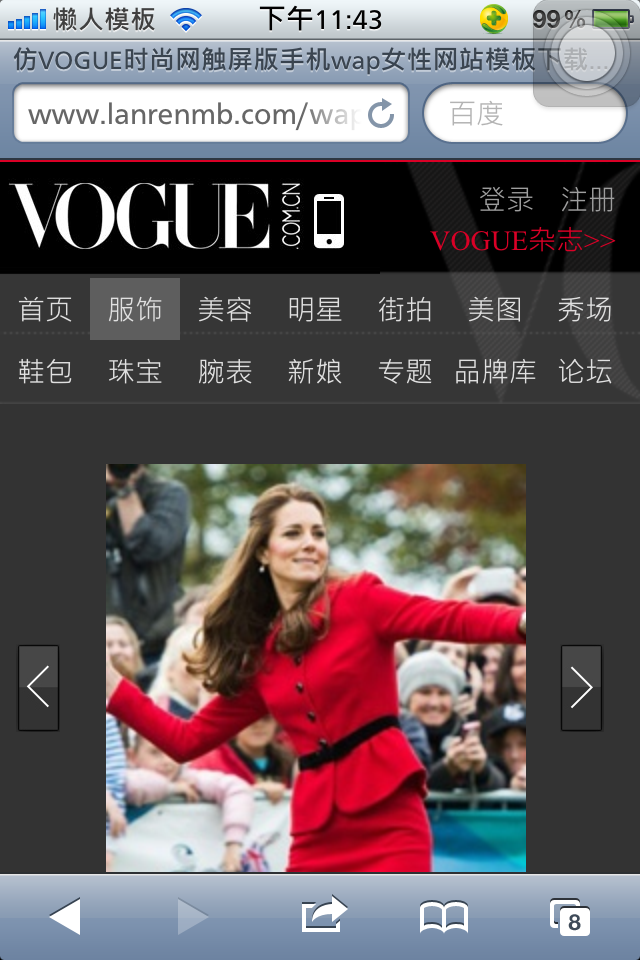 懒人模板 下午11:43 99%
仿VOGUE时尚网触屏版手机wap女性网站模板下载...
www.lanrenmb.com/wap 百度
VOGUE.COM.CN
登录 注册
VOGUE杂志>>
首页 服饰 美容 明星 街拍 美图 秀场
鞋包 珠宝 腕表 新娘 专题 品牌库 论坛
8